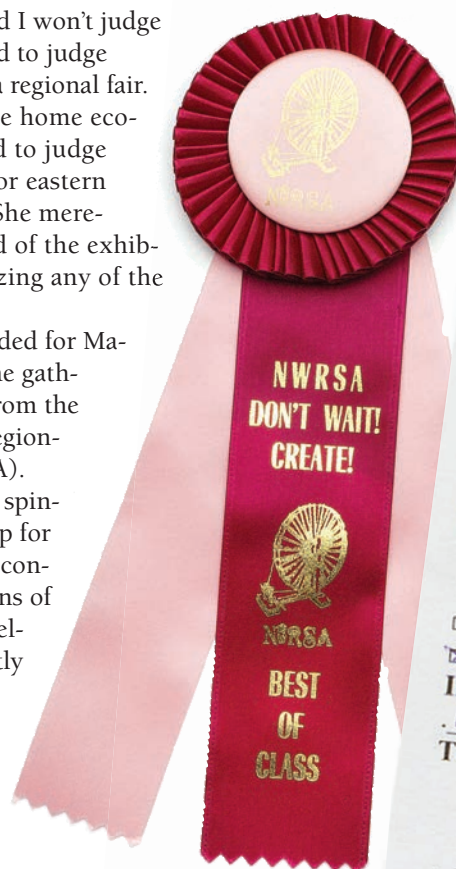 d I won't judge
d to judge
a regional fair.
e home eco-
d to judge
or eastern
She mere-
d of the exhib-
zing any of the
ded for Ma-
ne gath-
rom the
egion-
A).
spin-
p for
con-
ns of
el-
tly
NWRSA
NWRSA
DON'T WAIT!
CREATE!
NWRSA
BEST
OF
CLASS
I
T